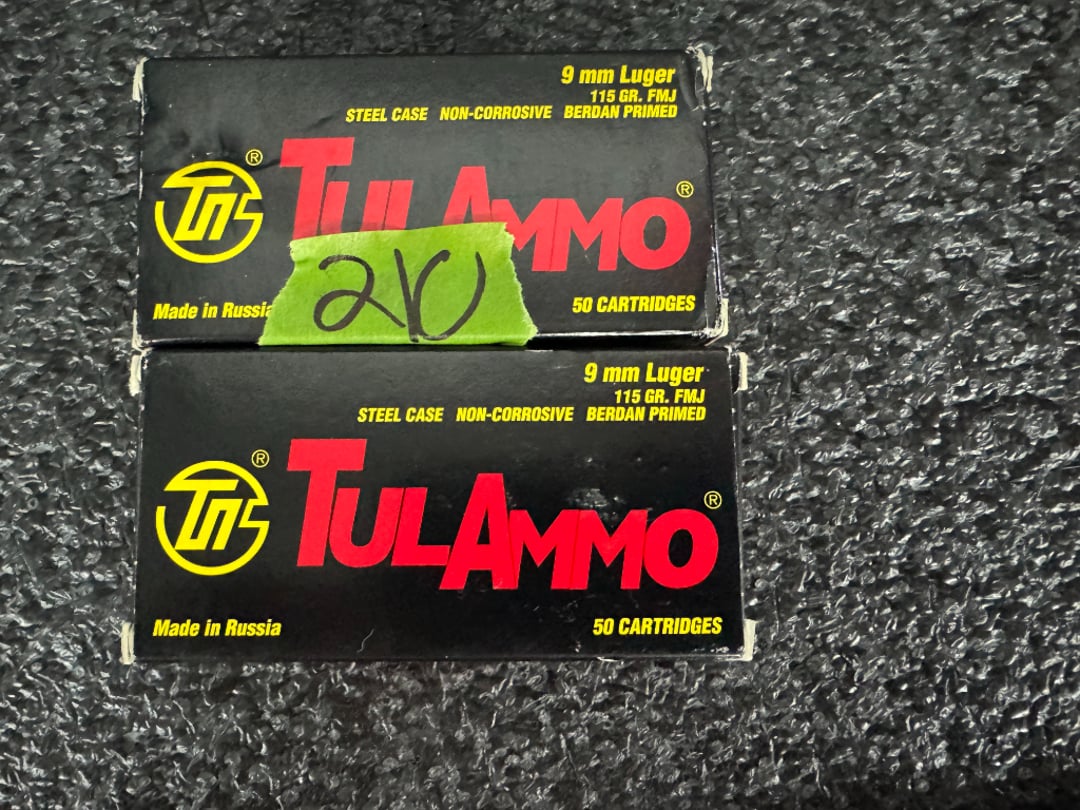 9 mm Luger
115 GR. FMJ
STEEL CASE NON-CORROSIVE BERDAN PRIMED
TULAMMO®
210
Made in Russia
50 CARTRIDGES
9 mm Luger
115 GR. FMJ
STEEL CASE NON-CORROSIVE BERDAN PRIMED
TULAMMO®
Made in Russia
50 CARTRIDGES